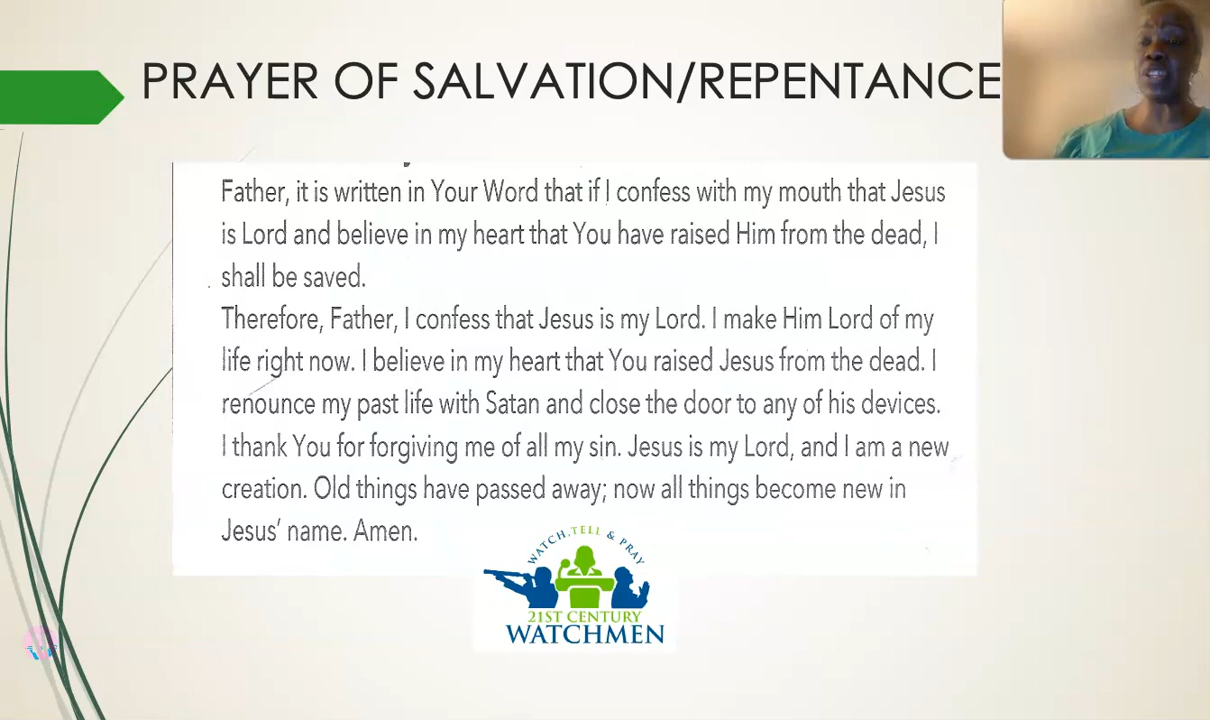 PRAYER OF SALVATION/REPENTANCE
Father, it is written in Your Word that if I confess with my mouth that Jesus
is Lord and believe in my heart that You have raised Him from the dead, I
shall be saved.
Therefore, Father, I confess that Jesus is my Lord. I make Him Lord of my
life right now. I believe in my heart that You raised Jesus from the dead. I
renounce my past life with Satan and close the door to any of his devices.
I thank You for forgiving me of all my sin. Jesus is my Lord, and I am a new
creation. Old things have passed away; now all things become new in
Jesus' name. Amen.
WATCH, TELL & PRAY
21ST CENTURY
WATCHMEN